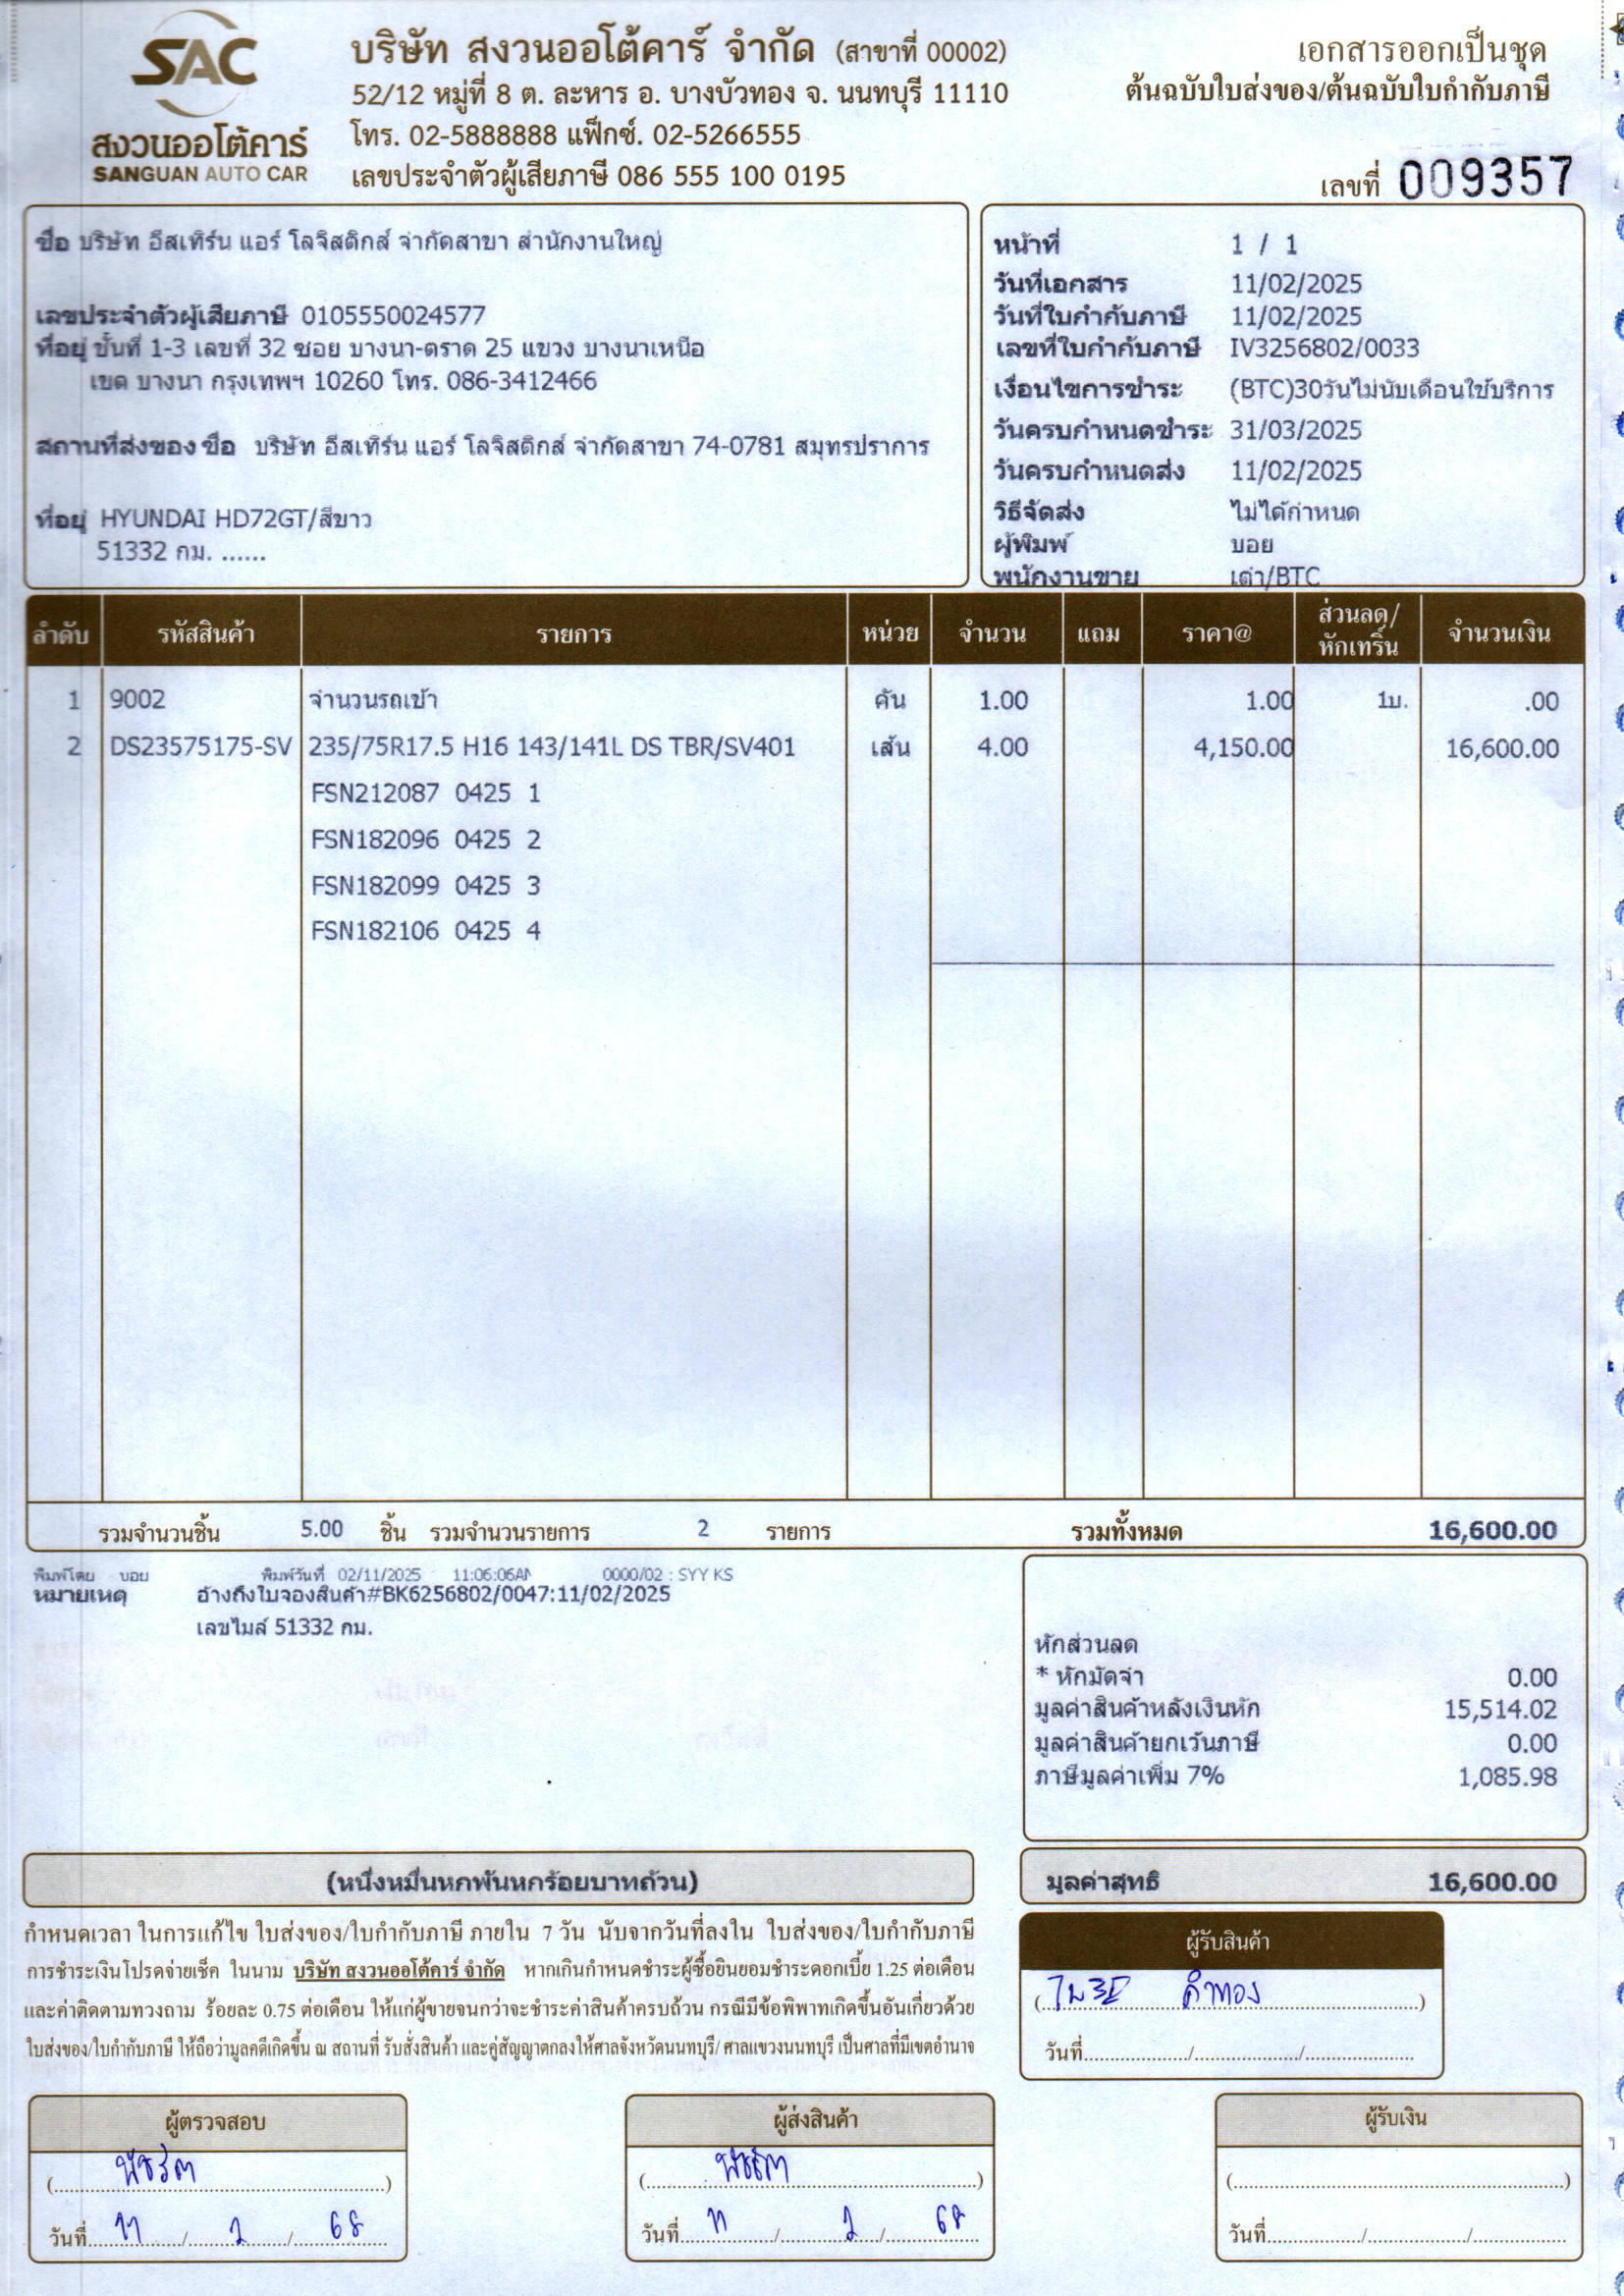 SAC
สงวนออโต้คาร์
SANGUAN AUTO CAR
บริษัท สงวนออโต้คาร์ จำกัด (สาขาที่ 00002)
52/12 หมู่ที่ 8 ต. ละหาร อ. บางบัวทอง จ. นนทบุรี 11110
โทร. 02-5888888 แฟ็กซ์. 02-5266555
เลขประจำตัวผู้เสียภาษี 086 555 100 0195
เอกสารออกเป็นชุด
ต้นฉบับใบส่งของ/ต้นฉบับใบกำกับภาษี
เลขที่ 009357
ชื่อ บริษัท อีสเทิร์น แอร์ โลจิสติกส์ จำกัดสาขา สำนักงานใหญ่
เลขประจำตัวผู้เสียภาษี 0105550024577
ที่อยู่ ชั้นที่ 1-3 เลขที่ 32 ซอย บางนา-ตราด 25 แขวง บางนาเหนือ
เขต บางนา กรุงเทพฯ 10260 โทร. 086-3412466
สถานที่ส่งของ ชื่อ บริษัท อีสเทิร์น แอร์ โลจิสติกส์ จำกัดสาขา 74-0781 สมุทรปราการ
ที่อยู่ HYUNDAI HD72GT/สีขาว
51332 กม. ......
หน้าที่ 1 / 1
วันที่เอกสาร 11/02/2025
วันที่ใบกำกับภาษี 11/02/2025
เลขที่ใบกำกับภาษี IV3256802/0033
เงื่อนไขการชำระ (BTC)30วันไม่นับเดือนใช้บริการ
วันครบกำหนดชำระ 31/03/2025
วันครบกำหนดส่ง 11/02/2025
วิธีจัดส่ง ไม่ได้กำหนด
ผู้พิมพ์ บอย
พนักงานขาย เต่า/BTC
ลำดับ รหัสสินค้า รายการ หน่วย จำนวน แถม ราคา@ ส่วนลด/หักเทริ์น จำนวนเงิน
1 9002 จำนวนรถเข้า คัน 1.00 1.00 1บ. .00
2 DS23575175-SV 235/75R17.5 H16 143/141L DS TBR/SV401 เส้น 4.00 4,150.00 16,600.00
FSN212087 0425 1
FSN182096 0425 2
FSN182099 0425 3
FSN182106 0425 4
รวมจำนวนชิ้น 5.00 ชิ้น รวมจำนวนรายการ 2 รายการ รวมทั้งหมด 16,600.00
พิมพ์โดย บอย พิมพ์วันที่ 02/11/2025 11:06:06AM 0000/02 : SYY KS
หมายเหตุ อ้างถึงใบจองสินค้า#BK6256802/0047:11/02/2025
เลขไมล์ 51332 กม.
หักส่วนลด
* หักมัดจำ 0.00
มูลค่าสินค้าหลังเงินหัก 15,514.02
มูลค่าสินค้ายกเว้นภาษี 0.00
ภาษีมูลค่าเพิ่ม 7% 1,085.98
(หนึ่งหมื่นหกพันหกร้อยบาทถ้วน)
มูลค่าสุทธิ 16,600.00
กำหนดเวลา ในการแก้ไข ใบส่งของ/ใบกำกับภาษี ภายใน 7 วัน นับจากวันที่ลงใน ใบส่งของ/ใบกำกับภาษี
การชำระเงินโปรดจ่ายเช็ค ในนาม บริษัท สงวนออโต้คาร์ จำกัด หากเกินกำหนดชำระผู้ซื้อยินยอมชำระดอกเบี้ย 1.25 ต่อเดือน
และค่าติดตามทวงถาม ร้อยละ 0.75 ต่อเดือน ให้แก่ผู้ขายจนกว่าจะชำระค่าสินค้าครบถ้วน กรณีมีข้อพิพาทเกิดขึ้นอันเกี่ยวด้วย
ใบส่งของ/ใบกำกับภาษี ให้ถือว่ามูลคดีเกิดขึ้น ณ สถานที่ รับสั่งสินค้า และคู่สัญญาตกลงให้ศาลจังหวัดนนทบุรี/ ศาลแขวงนนทบุรี เป็นศาลที่มีเขตอำนาจ
ผู้รับสินค้า
คำทอง
วันที่............/............/............
ผู้ตรวจสอบ
วันที่ 11 / 2 / 68
ผู้ส่งสินค้า
วันที่ 11 / 2 / 68
ผู้รับเงิน
วันที่............/............/............